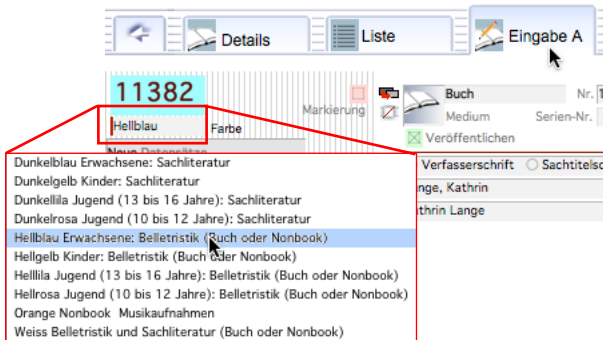 Details
Liste
Eingabe A
11382
Markierung
Buch
Nr. 1
Hellblau
Farbe
Medium
Serien-Nr.
Veröffentlichen
Neue Datensätze
Verfasserschrift
Dunkelblau Erwachsene: Sachliteratur
Dunkelgelb Kinder: Sachliteratur
nge, Kathrin
Dunkellila Jugend (13 bis 16 Jahre): Sachliteratur
thrin Lange
Dunkelrosa Jugend (10 bis 12 Jahre): Sachliteratur
Hellblau Erwachsene: Belletristik (Buch oder Nonbook)
Hellgelb Kinder: Belletristik (Buch oder Nonbook)
Helllila Jugend (13 bis 16 Jahre): Belletristik (Buch oder Nonbook)
Hellrosa Jugend (10 bis 12 Jahre): Belletristik (Buch oder Nonbook)
Orange Nonbook Musikaufnahmen
Weiss Belletristik und Sachliteratur (Buch oder Nonbook)